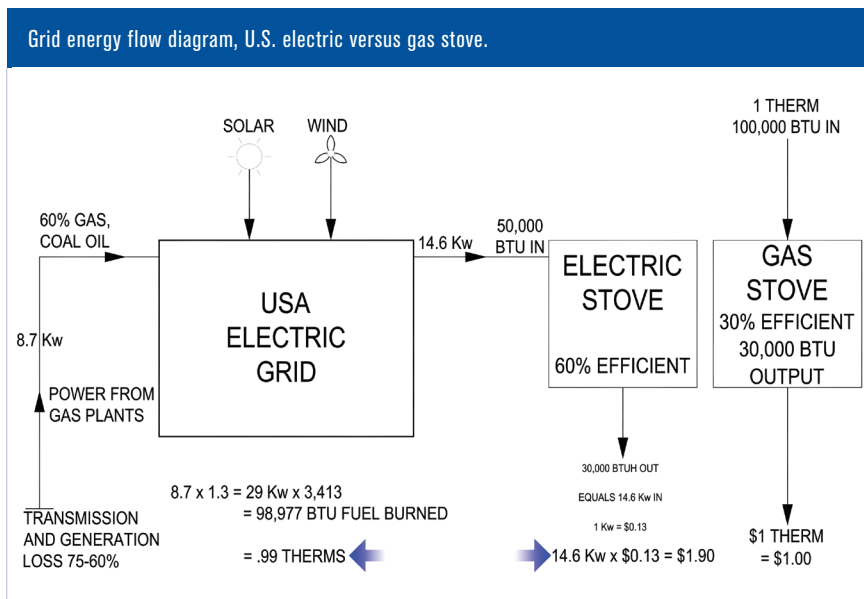 Grid energy flow diagram, U.S. electric versus gas stove.
SOLAR
WIND
1 THERM
100,000 BTU IN
60% GAS,
COAL OIL
14.6 Kw
50,000
BTU IN
USA
ELECTRIC
GRID
ELECTRIC
STOVE
60% EFFICIENT
GAS
STOVE
30% EFFICIENT
30,000 BTU
OUTPUT
8.7 Kw
POWER FROM
GAS PLANTS
TRANSMISSION
AND GENERATION
LOSS 75-60%
8.7 x 1.3 = 29 Kw x 3,413
= 98,977 BTU FUEL BURNED
= .99 THERMS
30,000 BTUH OUT
EQUALS 14.6 Kw IN
1 Kw = $0.13
14.6 Kw x $0.13 = $1.90
$1 THERM
= $1.00